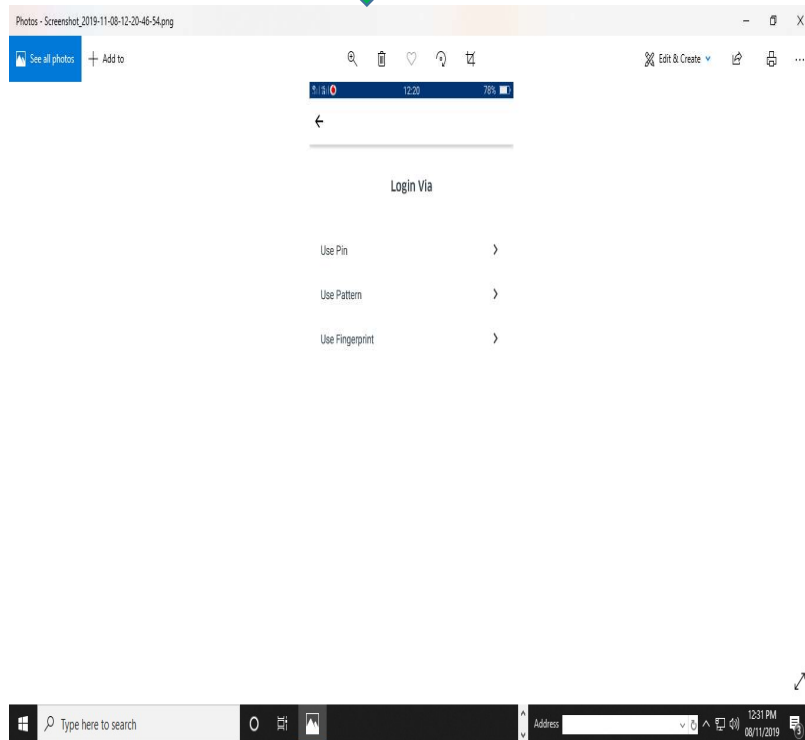 Photos - Screenshot_2019-11-08-12-20-46-54.png
See all photos + Add to Edit & Create
12:20 78%
Login Via
Use Pin
Use Pattern
Use Fingerprint
Type here to search Address 12:31 PM
08/11/2019